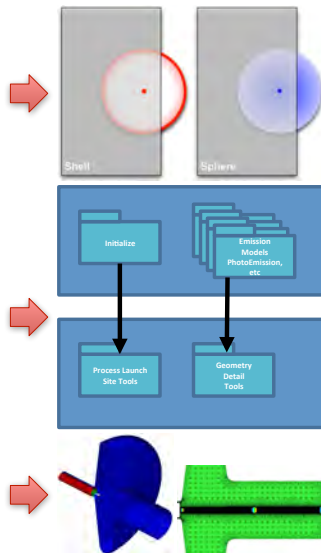 Shell
Sphere
Initialize
Emission
Models
PhotoEmission,
etc
Process Launch
Site Tools
Geometry
Detail
Tools